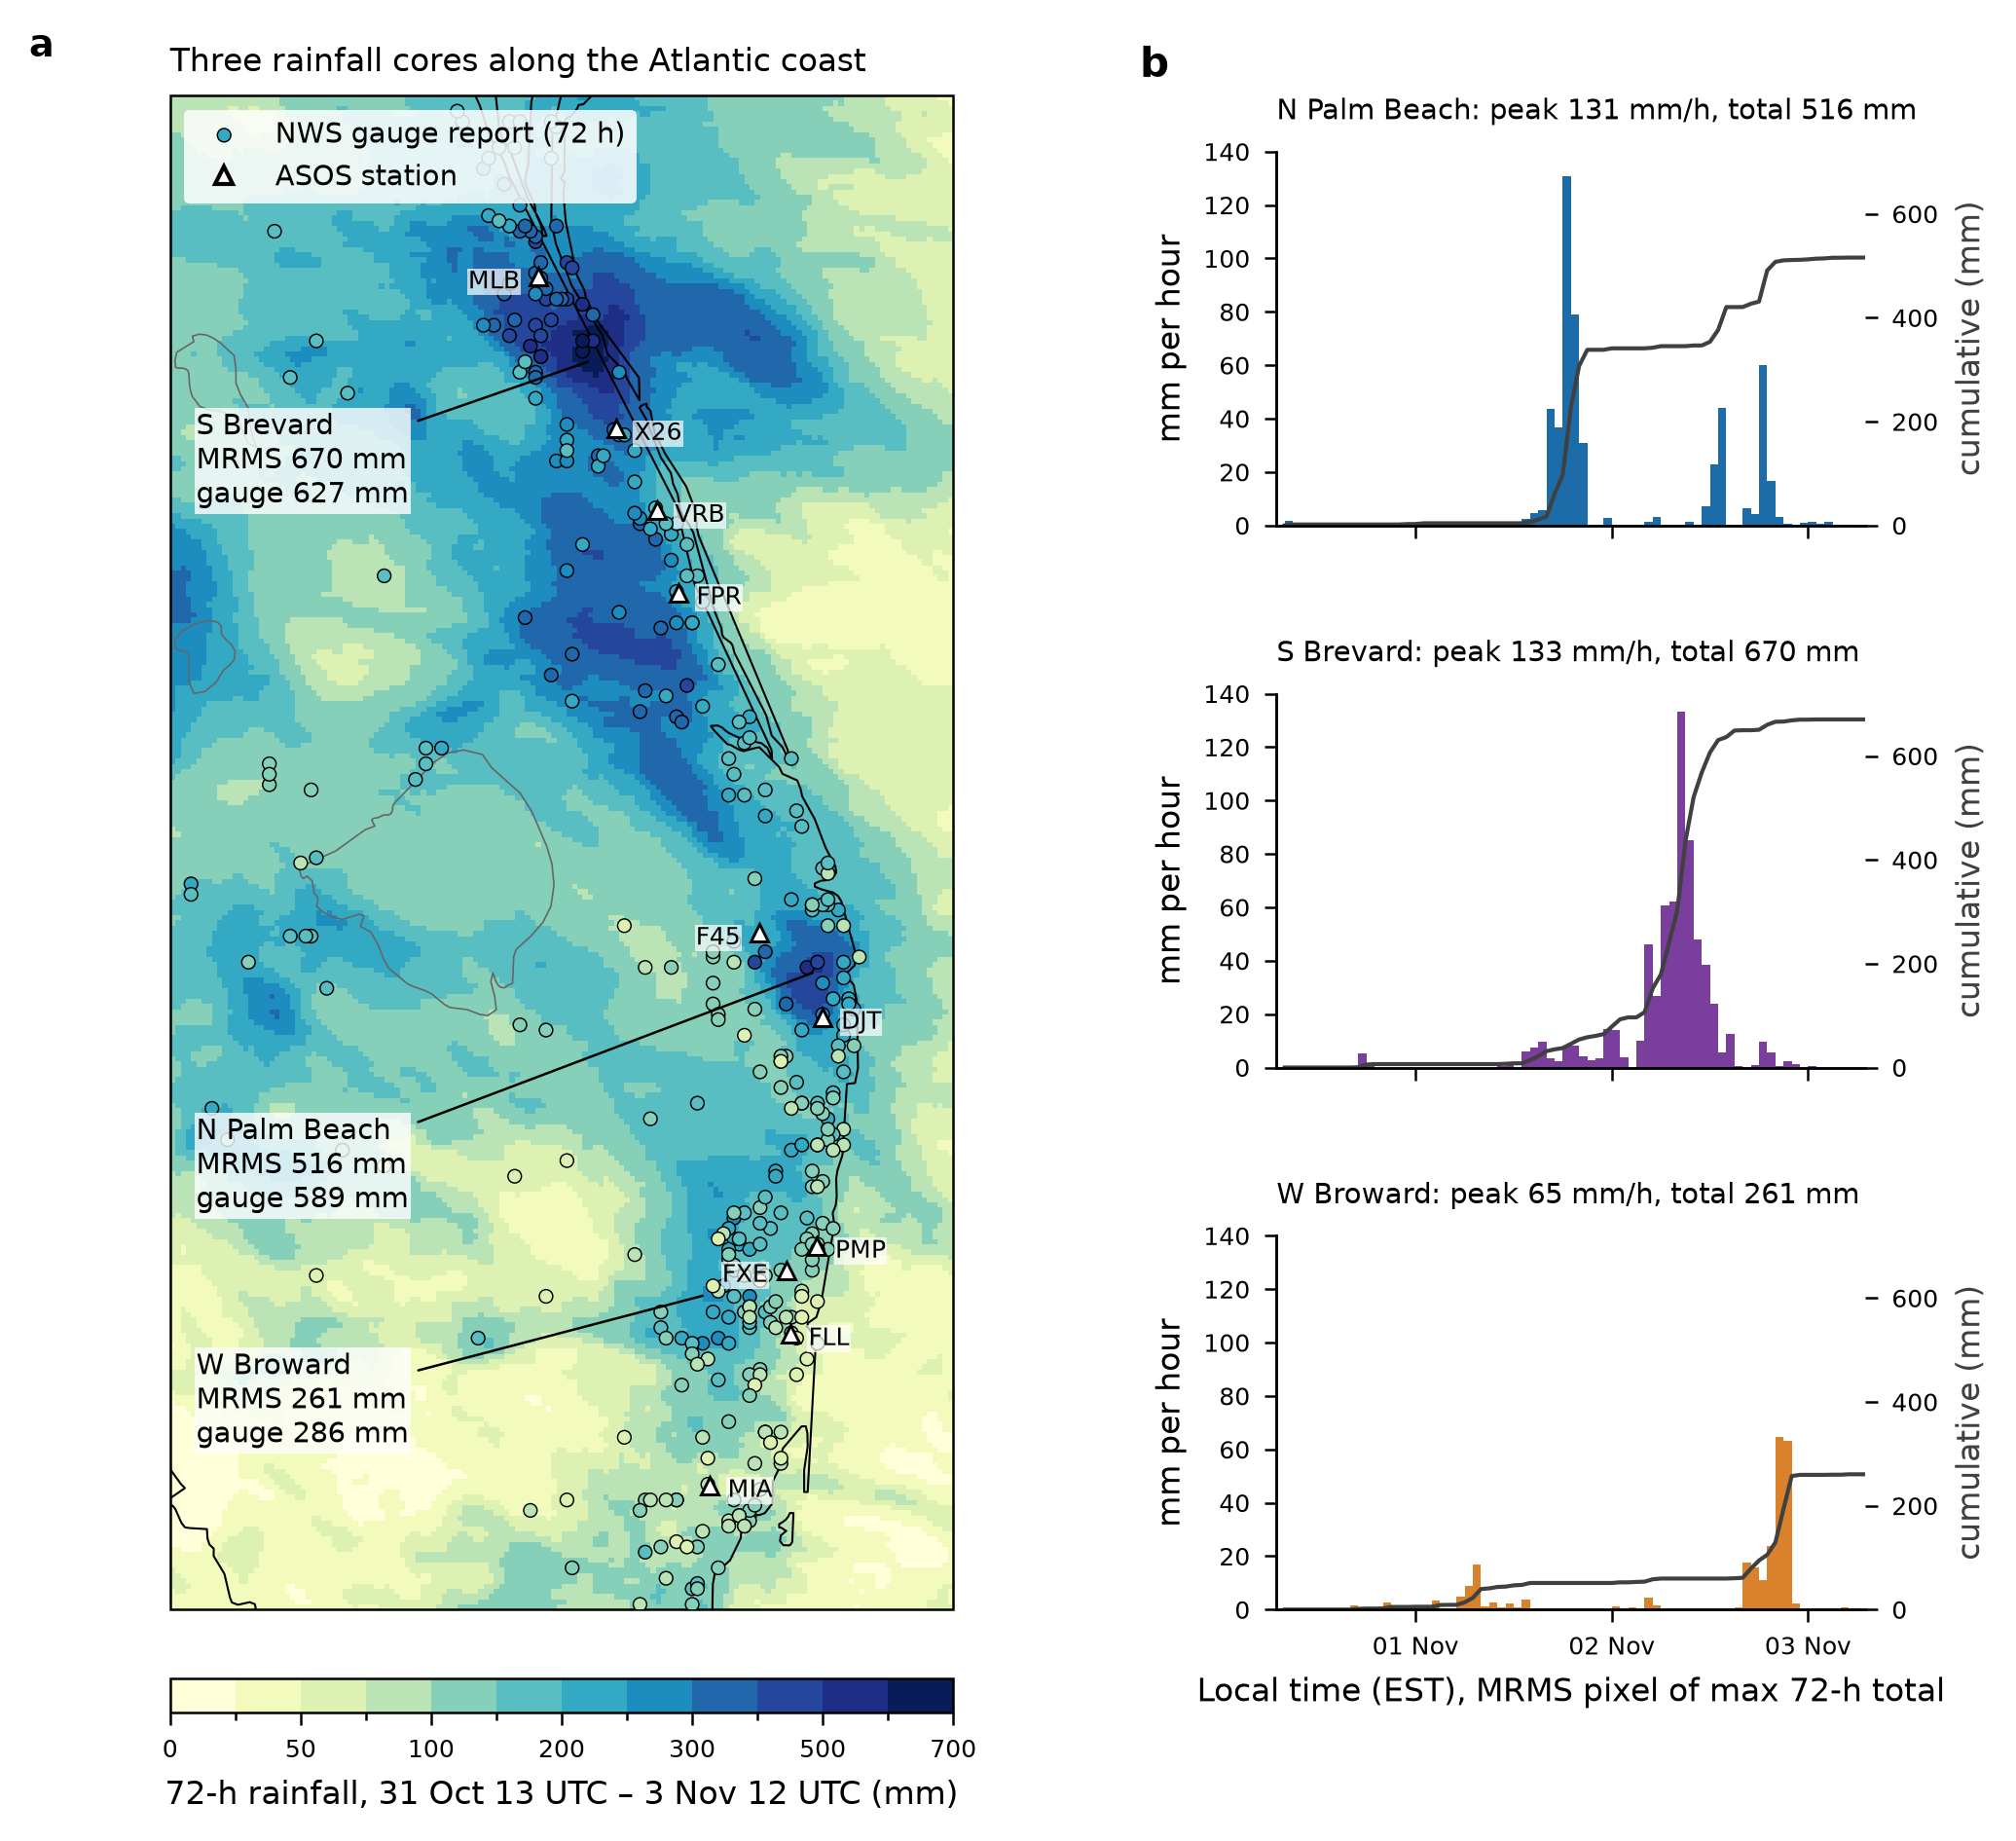 a
Three rainfall cores along the Atlantic coast
NWS gauge report (72 h)
ASOS station
MLB
S Brevard
MRMS 670 mm
gauge 627 mm
X26
VRB
FPR
F45
DJT
N Palm Beach
MRMS 516 mm
gauge 589 mm
PMP
FXE
FLL
W Broward
MRMS 261 mm
gauge 286 mm
MIA
0 50 100 200 300 500 700
72-h rainfall, 31 Oct 13 UTC – 3 Nov 12 UTC (mm)
b
N Palm Beach: peak 131 mm/h, total 516 mm
140
120
100
80
60
40
20
0
mm per hour
600
400
200
0
cumulative (mm)
S Brevard: peak 133 mm/h, total 670 mm
140
120
100
80
60
40
20
0
mm per hour
600
400
200
0
cumulative (mm)
W Broward: peak 65 mm/h, total 261 mm
140
120
100
80
60
40
20
0
mm per hour
600
400
200
0
cumulative (mm)
01 Nov 02 Nov 03 Nov
Local time (EST), MRMS pixel of max 72-h total